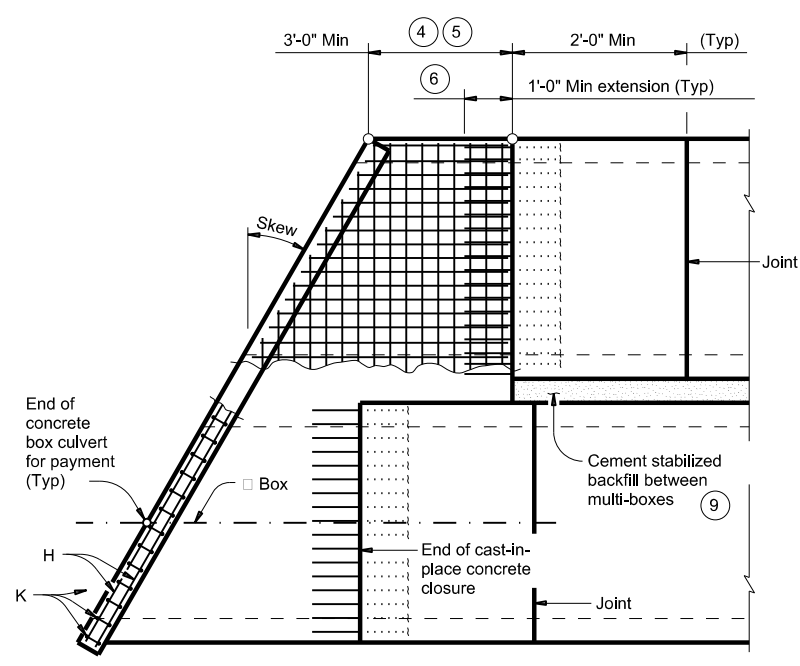 3'-0" Min
4 5
2'-0" Min
(Typ)
6
1'-0" Min extension (Typ)
Skew
Joint
End of
concrete
box culvert
for payment
(Typ)
□ Box
Cement stabilized
backfill between
multi-boxes
9
H
End of cast-in-
place concrete
closure
K
Joint